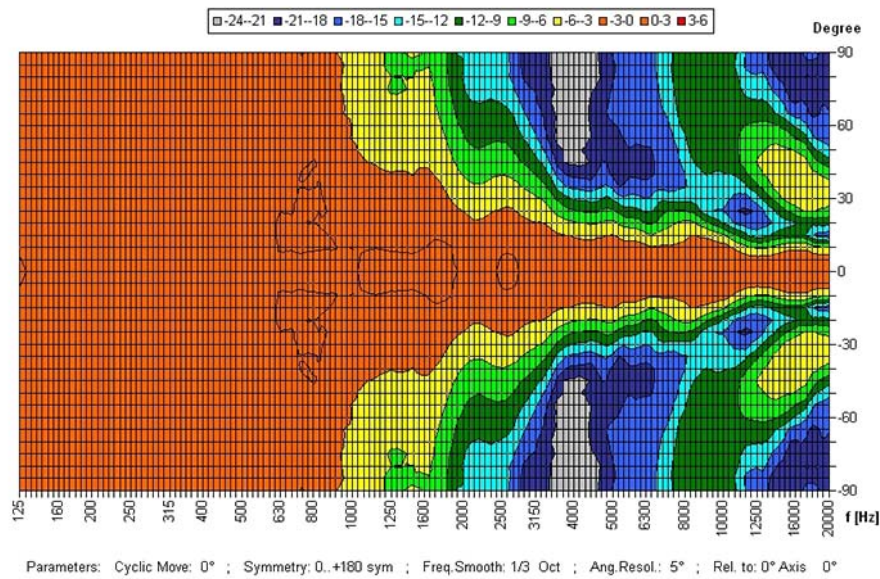 -24--21 -21--18 -18--15 -15--12 -12--9 -9--6 -6--3 -3-0 0-3 3-6
Degree
90
60
30
0
-30
-60
-90
125 160 200 250 315 400 500 630 800 1000 1250 1600 2000 2500 3150 4000 5000 6300 8000 10000 12500 16000 20000 f [Hz]
Parameters: Cyclic Move: 0° ; Symmetry: 0..+180 sym ; Freq.Smooth: 1/3 Oct ; Ang.Resol.: 5° ; Rel. to: 0° Axis 0°